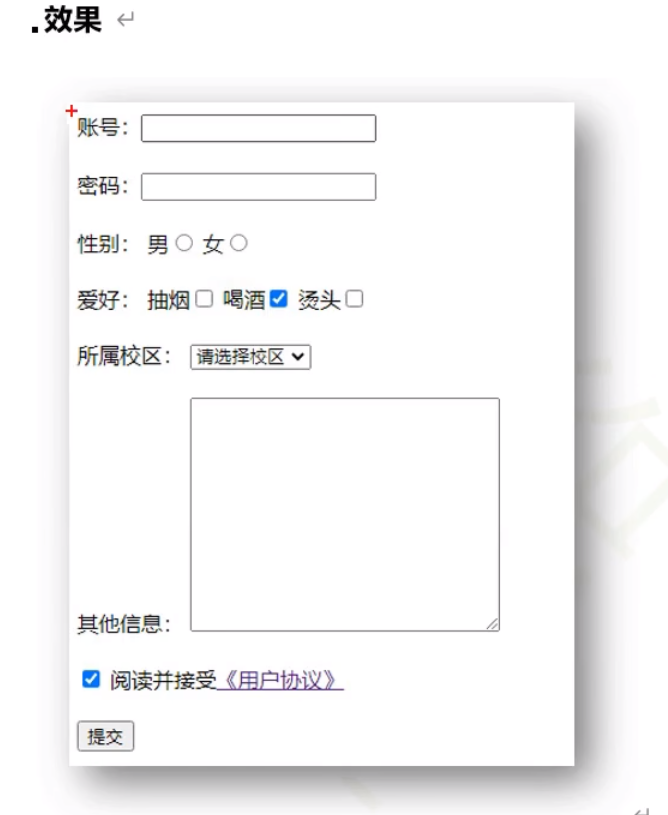 .效果
账号：
密码：
性别： 男 女
爱好： 抽烟 喝酒 烫头
所属校区： 请选择校区
其他信息：
阅读并接受《用户协议》
提交